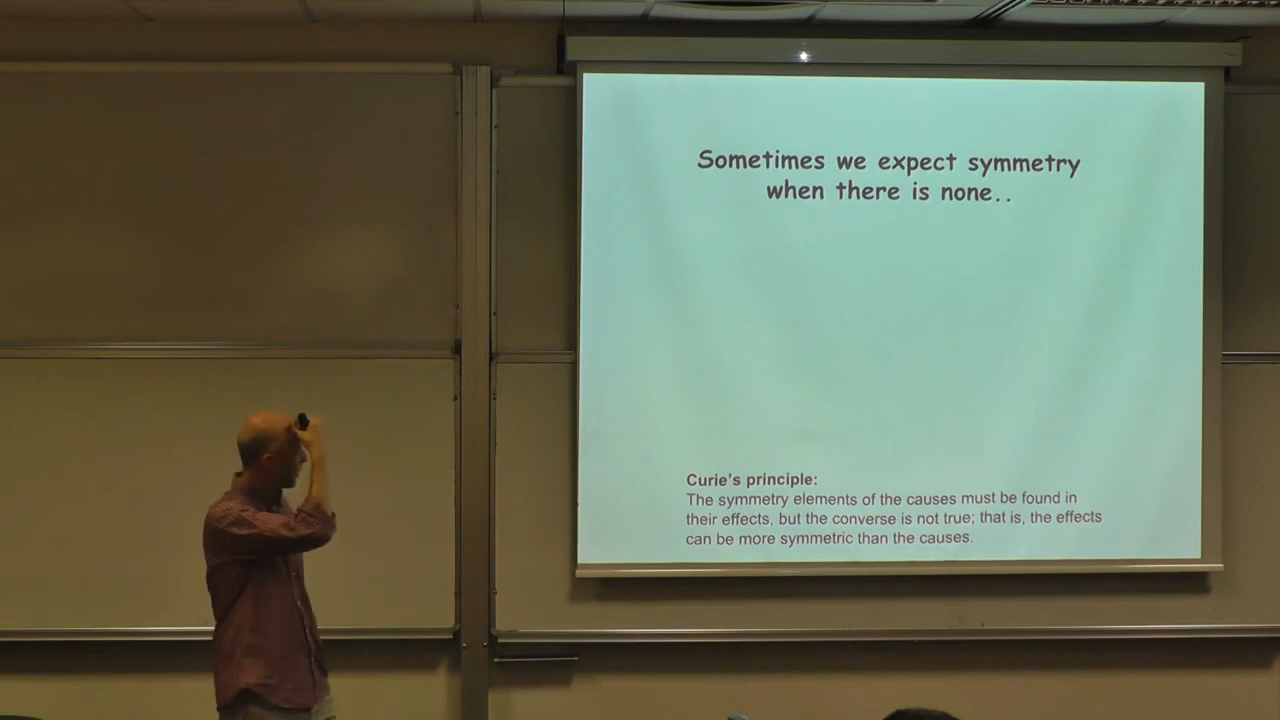 Sometimes we expect symmetry
when there is none..
Curie's principle:
The symmetry elements of the causes must be found in
their effects, but the converse is not true; that is, the effects
can be more symmetric than the causes.